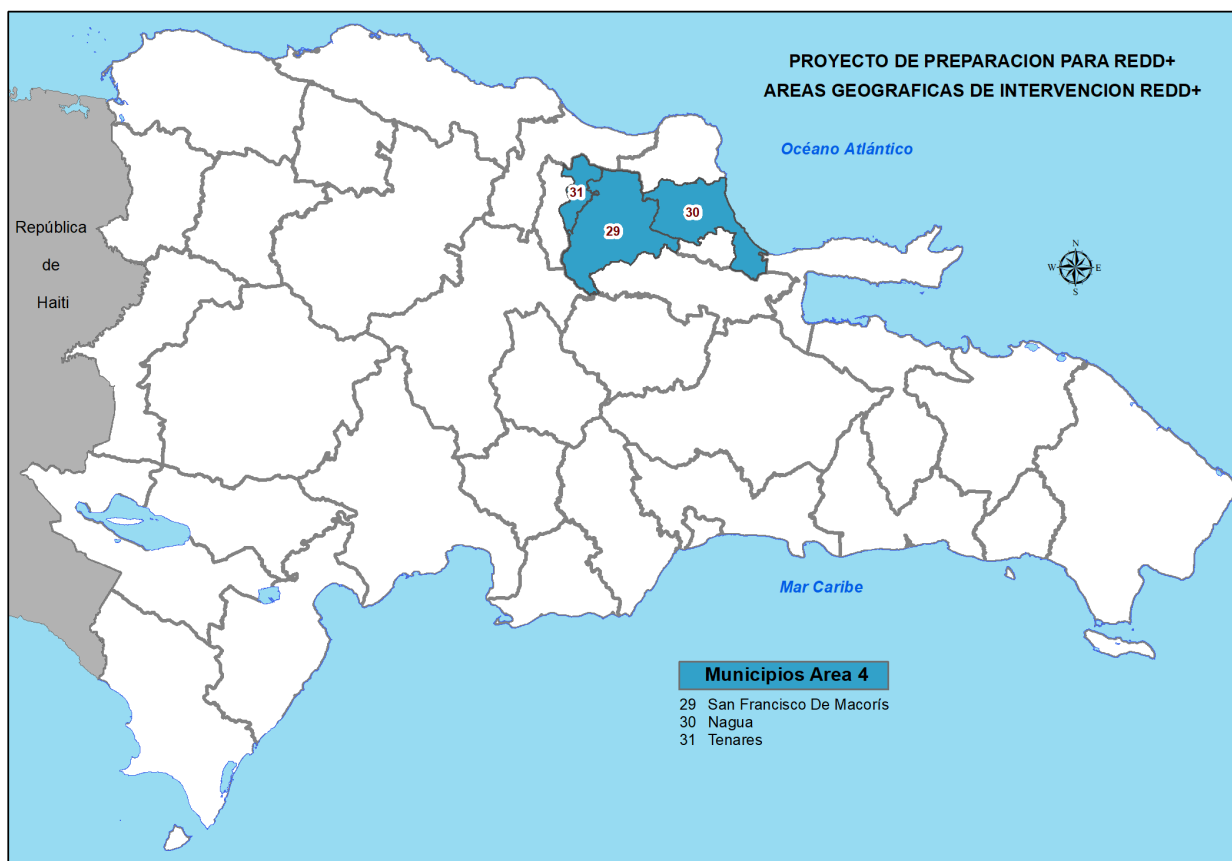 PROYECTO DE PREPARACION PARA REDD+
AREAS GEOGRAFICAS DE INTERVENCION REDD+
Océano Atlántico
República
de
Haiti
31
30
29
N
W E
S
Mar Caribe
Municipios Area 4
29 San Francisco De Macorís
30 Nagua
31 Tenares